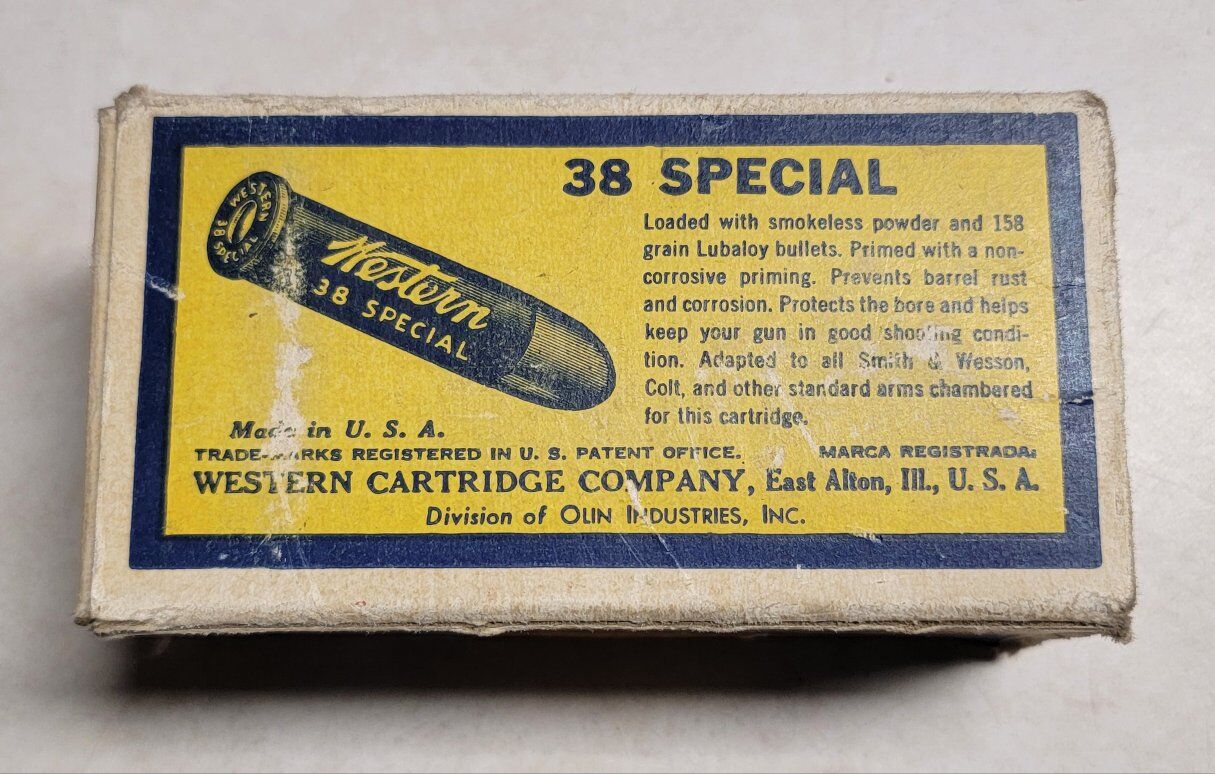 38 SPECIAL
WESTERN
38 SPECIAL
Western
38 SPECIAL
Loaded with smokeless powder and 158
grain Lubaloy bullets. Primed with a non-
corrosive priming. Prevents barrel rust
and corrosion. Protects the bore and helps
keep your gun in good shooting condi-
tion. Adapted to all Smith & Wesson,
Colt, and other standard arms chambered
for this cartridge.
Made in U. S. A.
TRADE-MARKS REGISTERED IN U. S. PATENT OFFICE. MARCA REGISTRADA:
WESTERN CARTRIDGE COMPANY, East Alton, Ill., U. S. A.
Division of OLIN INDUSTRIES, INC.